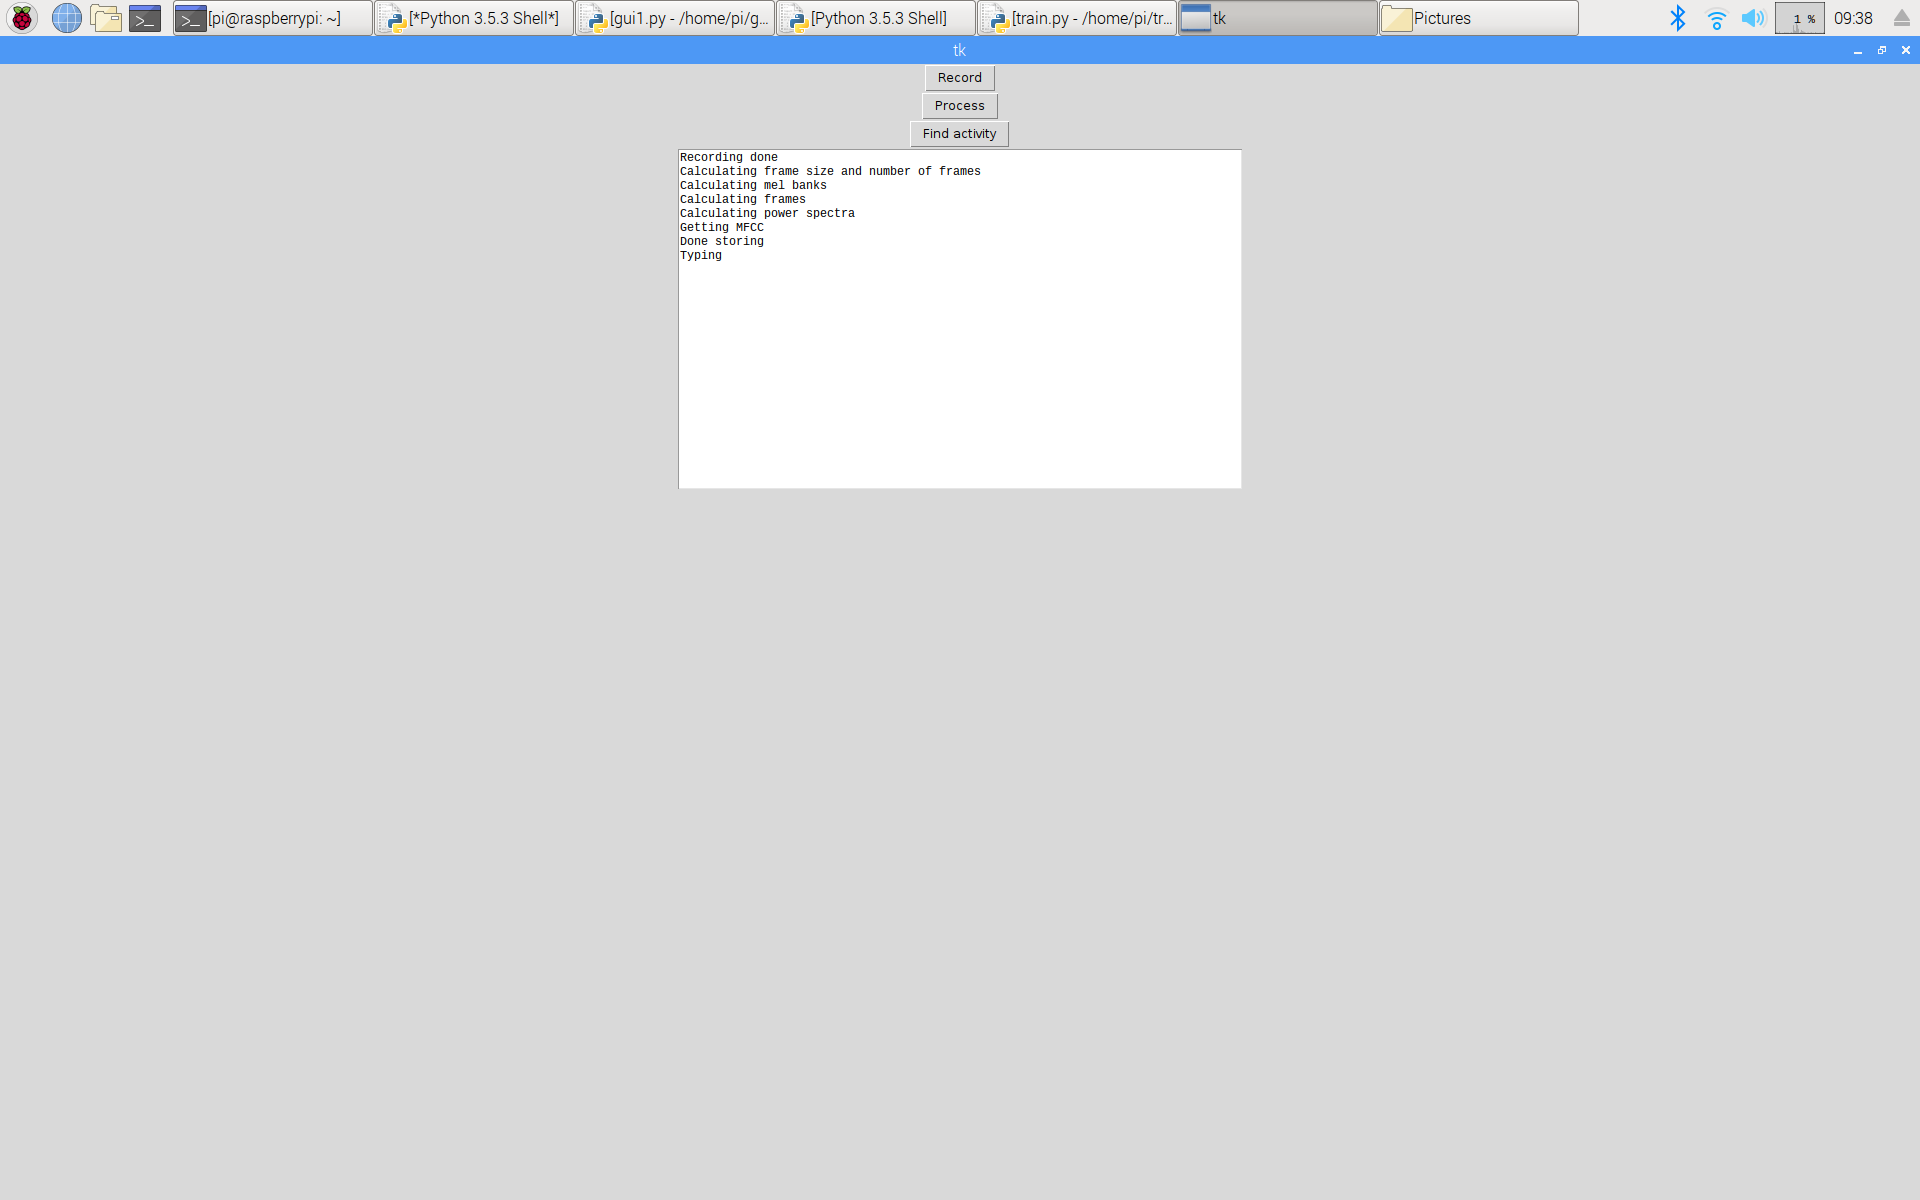 [pi@raspberrypi: ~]
[*Python 3.5.3 Shell*]
[gui1.py - /home/pi/g...
[Python 3.5.3 Shell]
[train.py - /home/pi/tr...
tk
Pictures
1 %
09:38
tk
Record
Process
Find activity
Recording done
Calculating frame size and number of frames
Calculating mel banks
Calculating frames
Calculating power spectra
Getting MFCC
Done storing
Typing